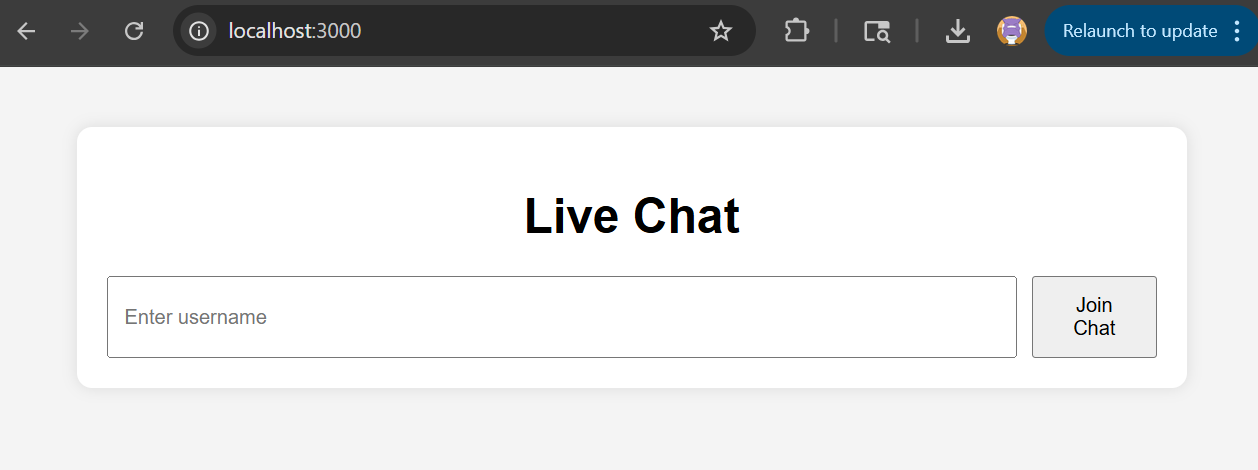 localhost:3000
Relaunch to update
Live Chat
Enter username
Join
Chat